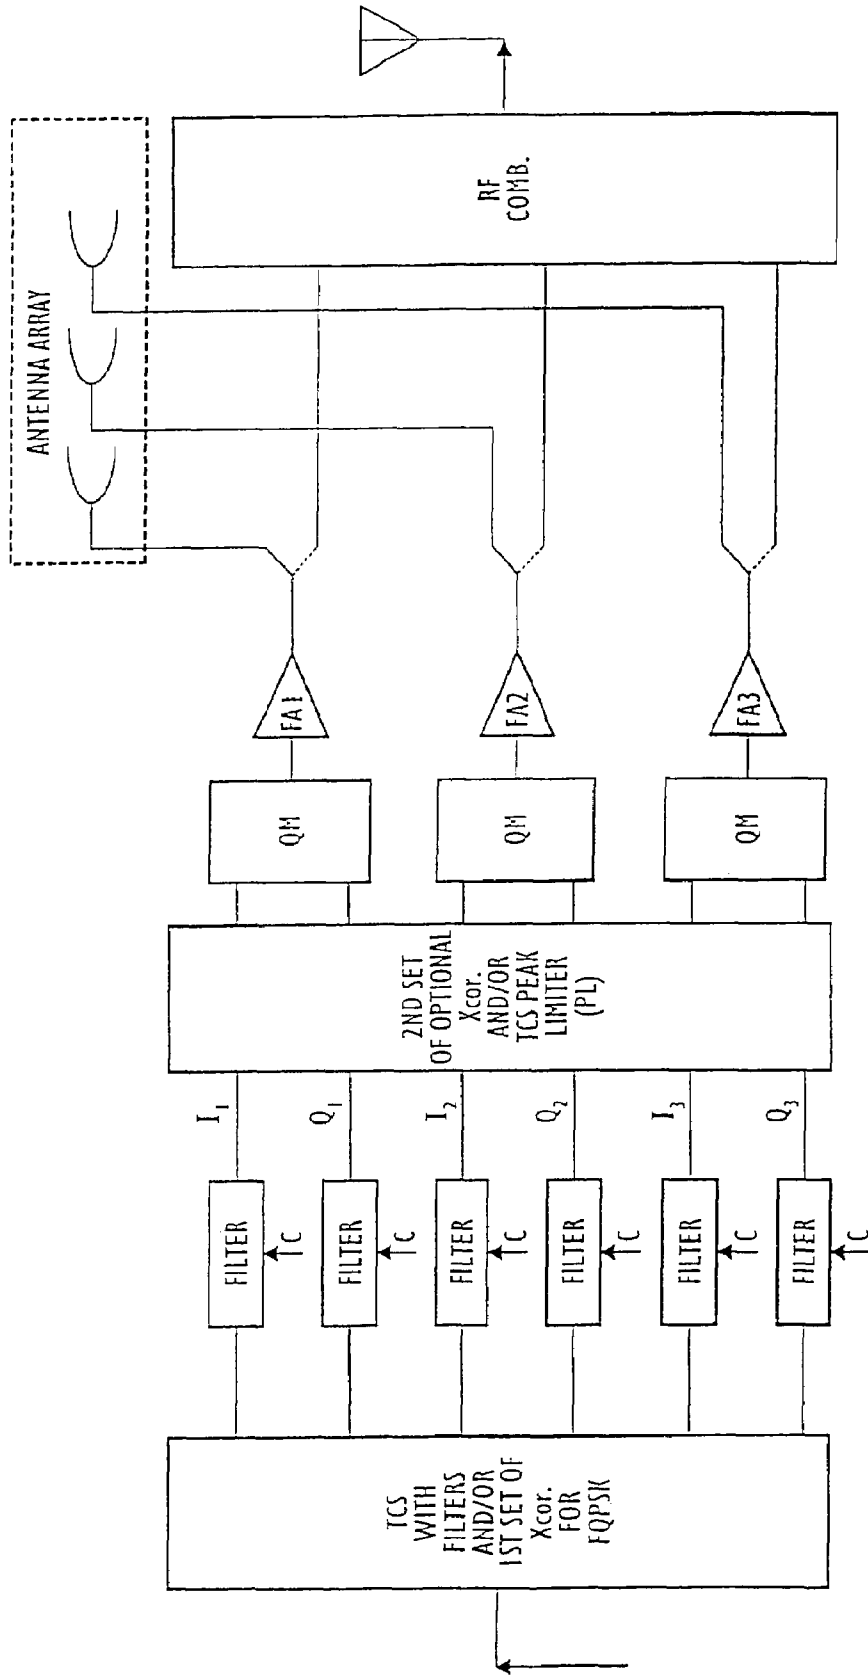 TCS
WITH
FILTERS
AND/OR
1ST SET OF
Xcor.
FOR
FQPSK
FILTER
C
FILTER
C
FILTER
C
FILTER
C
FILTER
C
FILTER
C
I1
Q1
I2
Q2
I3
Q3
2ND SET
OF OPTIONAL
Xcor.
AND/OR
TCS PEAK
LIMITER
(PL)
QM
QM
QM
FA1
FA2
FA3
ANTENNA ARRAY
RF
COMB.